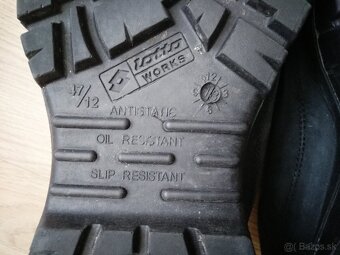 Lotto
WORKS
47/12
ANTISTATIC
OIL RESISTANT
SLIP RESISTANT
Bazos.sk